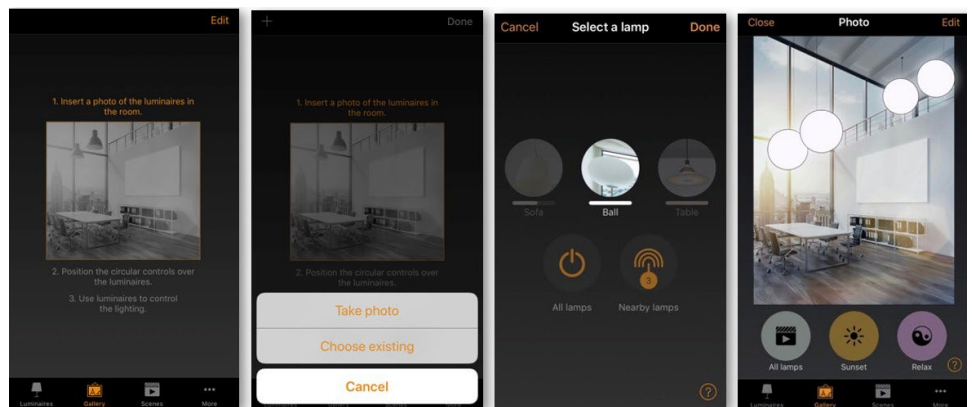 Edit
1. Insert a photo of the luminaires in
the room.
2. Position the circular controls over
the luminaires.
3. Use luminaires to control
the lighting.
Luminaires
Gallery
Scenes
More
+
Done
1. Insert a photo of the luminaires in
the room.
2. Position the circular controls over
the luminaires.
Take photo
Choose existing
Cancel
Cancel
Select a lamp
Done
Sofa
Ball
Table
3
All lamps
Nearby lamps
?
Close
Photo
Edit
All lamps
Sunset
Relax
?
Luminaires
Gallery
Scenes
More